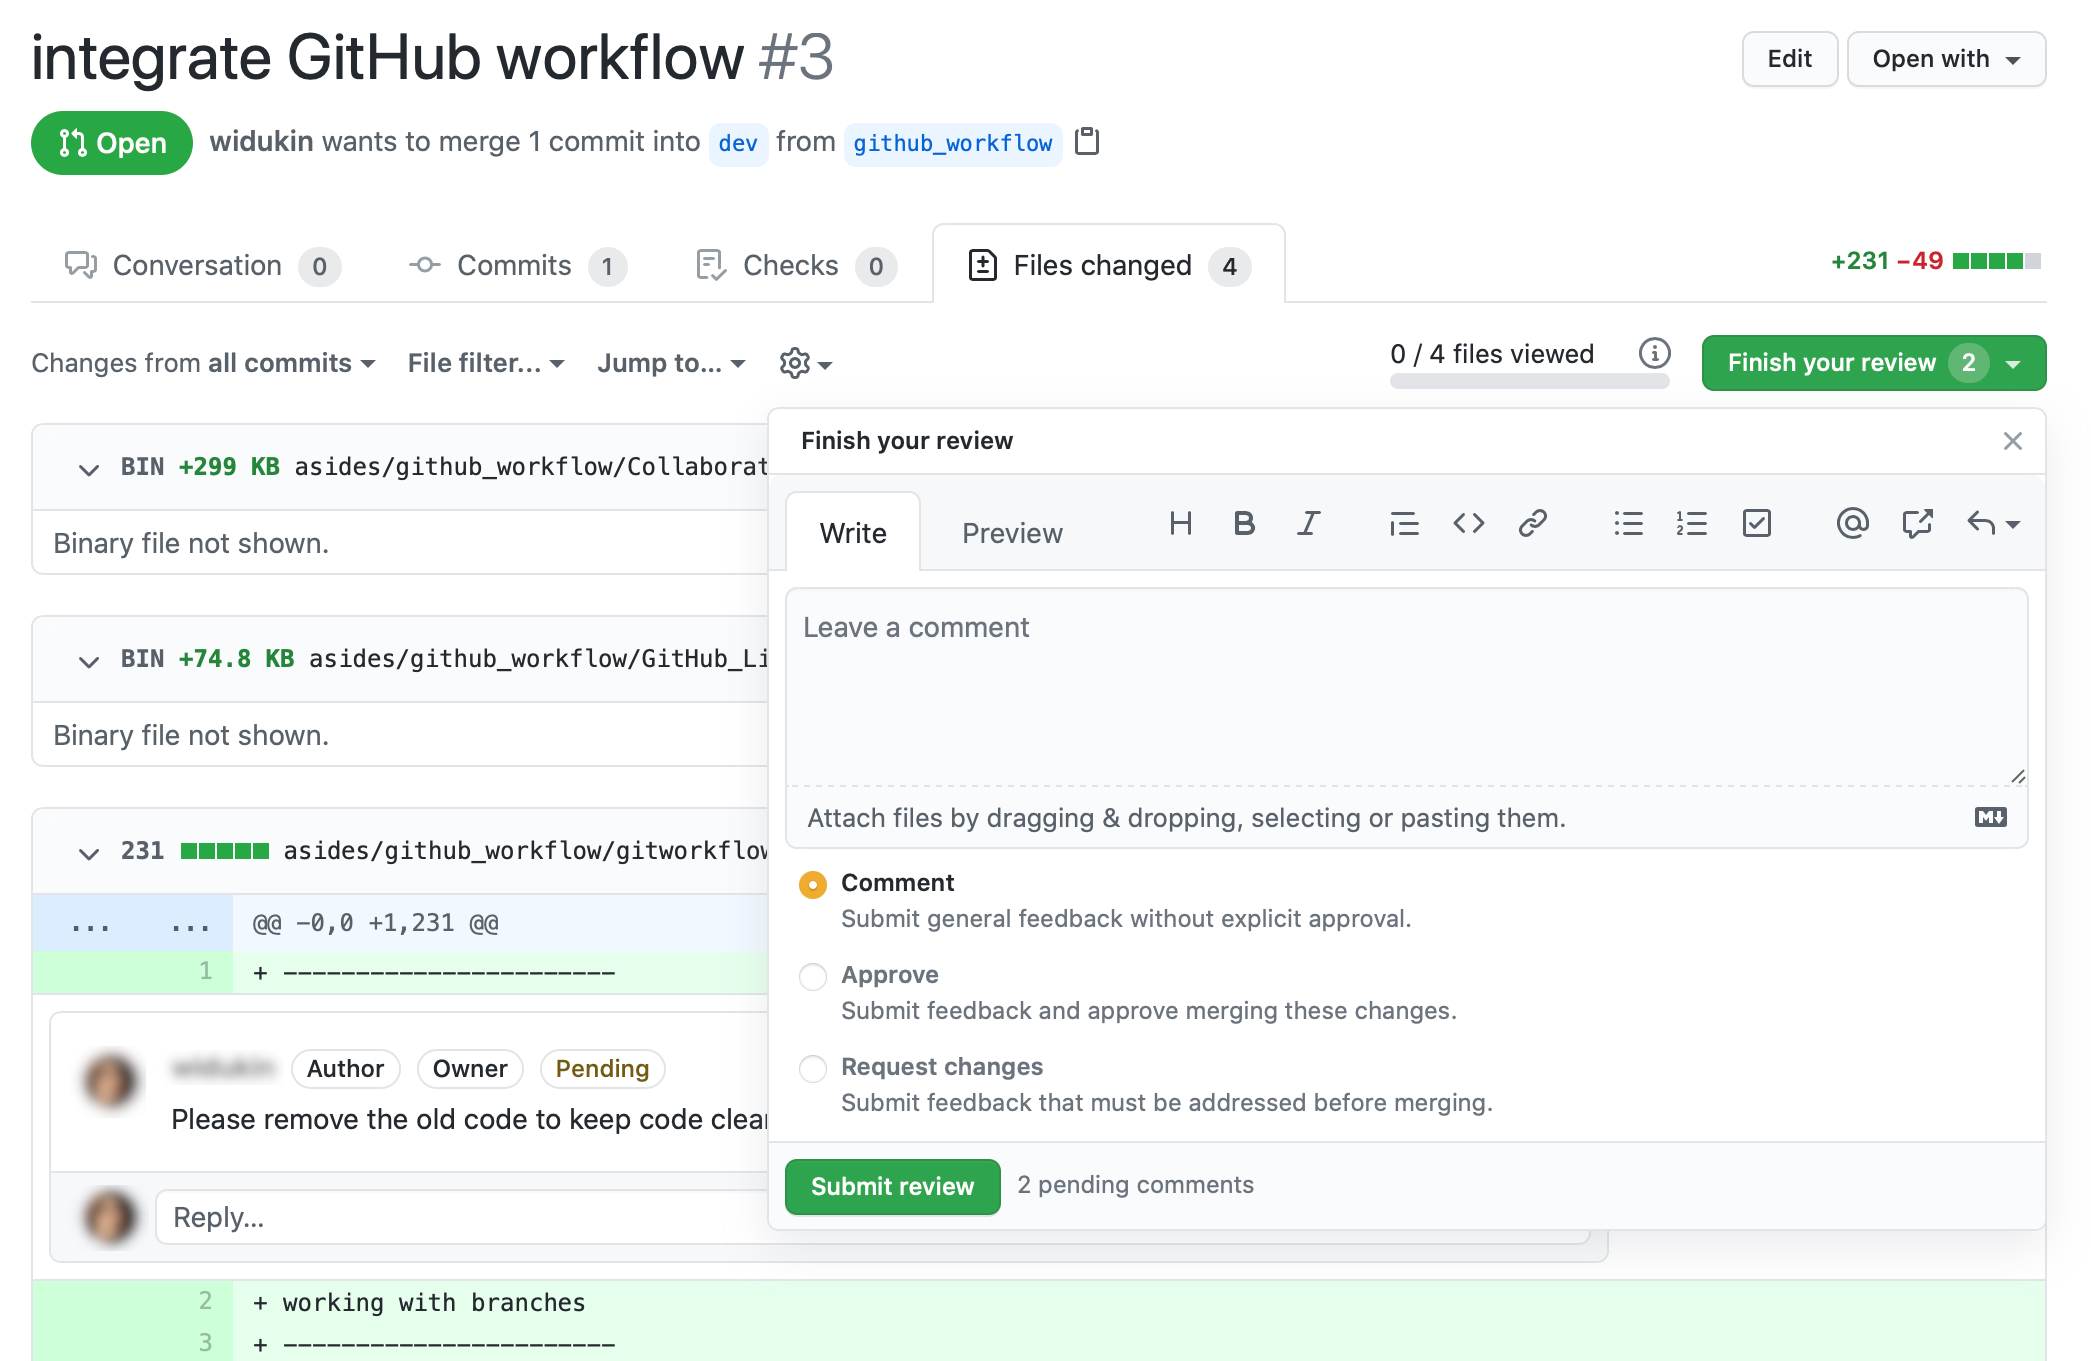 integrate GitHub workflow #3
Edit
Open with
Open
widukin wants to merge 1 commit into dev from github_workflow
Conversation 0
Commits 1
Checks 0
Files changed 4
+231 −49
Changes from all commits
File filter...
Jump to...
0 / 4 files viewed
Finish your review 2
BIN +299 KB asides/github_workflow/Collaborat
Binary file not shown.
BIN +74.8 KB asides/github_workflow/GitHub_Li
Binary file not shown.
231 asides/github_workflow/gitworkflow
... ... @@ −0,0 +1,231 @@
1 + −−−−−−−−−−−−−−−−−−−−−−−
Author Owner Pending
Please remove the old code to keep code clea
Reply...
2 + working with branches
3 + −−−−−−−−−−−−−−−−−−−−−−−
Finish your review
Write
Preview
Leave a comment
Attach files by dragging & dropping, selecting or pasting them.
Comment
Submit general feedback without explicit approval.
Approve
Submit feedback and approve merging these changes.
Request changes
Submit feedback that must be addressed before merging.
Submit review
2 pending comments